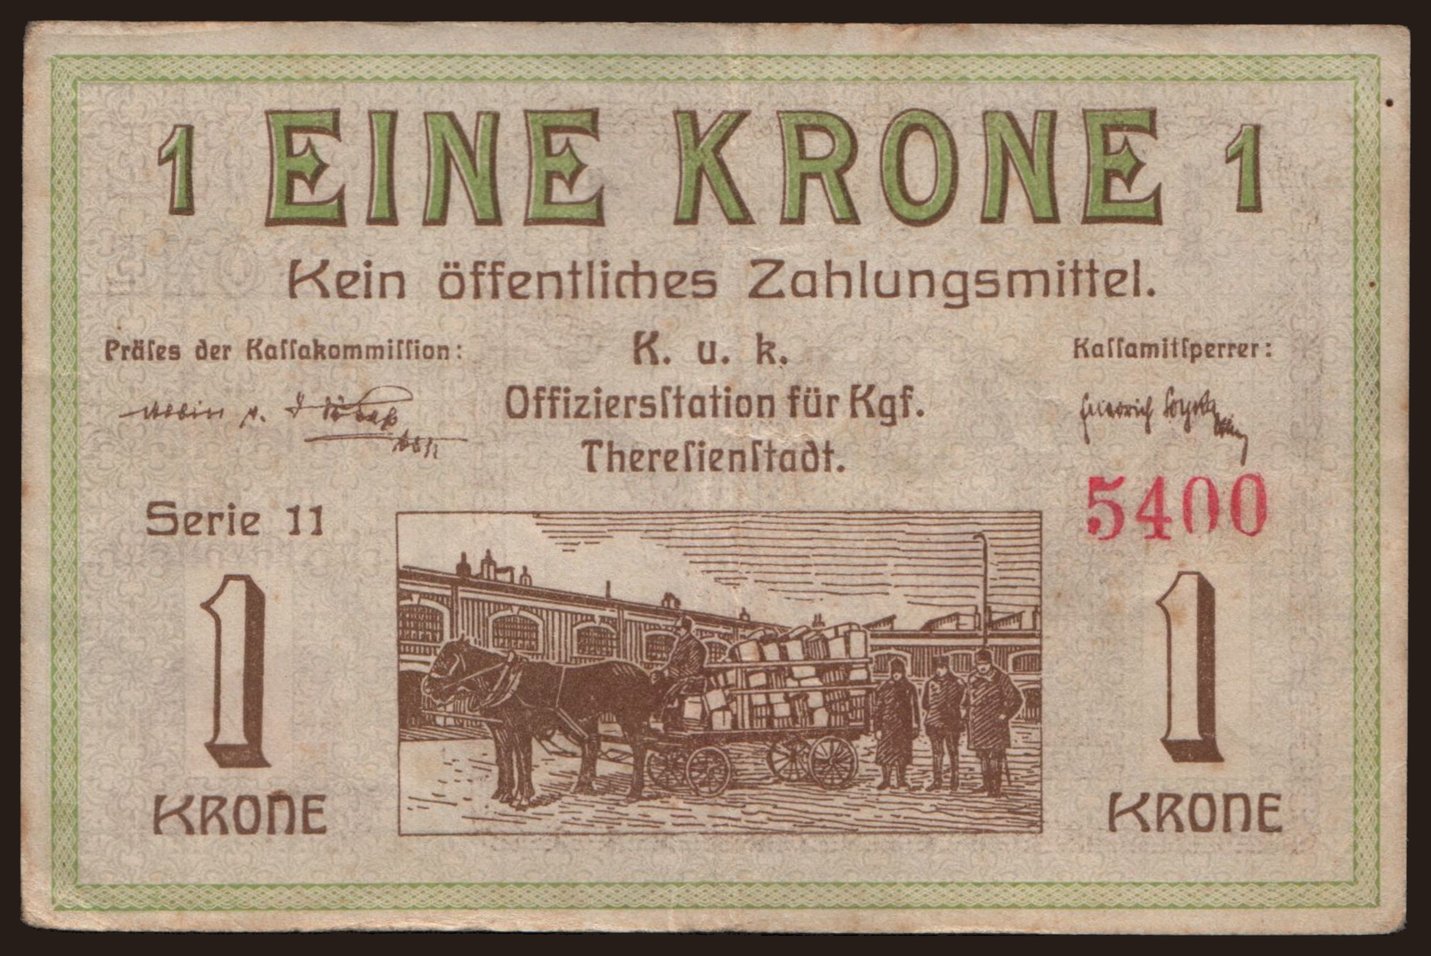 1 EINE KRONE 1
Kein öffentliches Zahlungsmittel.
Präſes der Kaſſakommiſſion:
K. u. k.
Offiziersſtation für Kgf.
Thereſienſtadt.
Kaſſamitſperrer:
Serie 11
5400
1
KRONE
1
KRONE